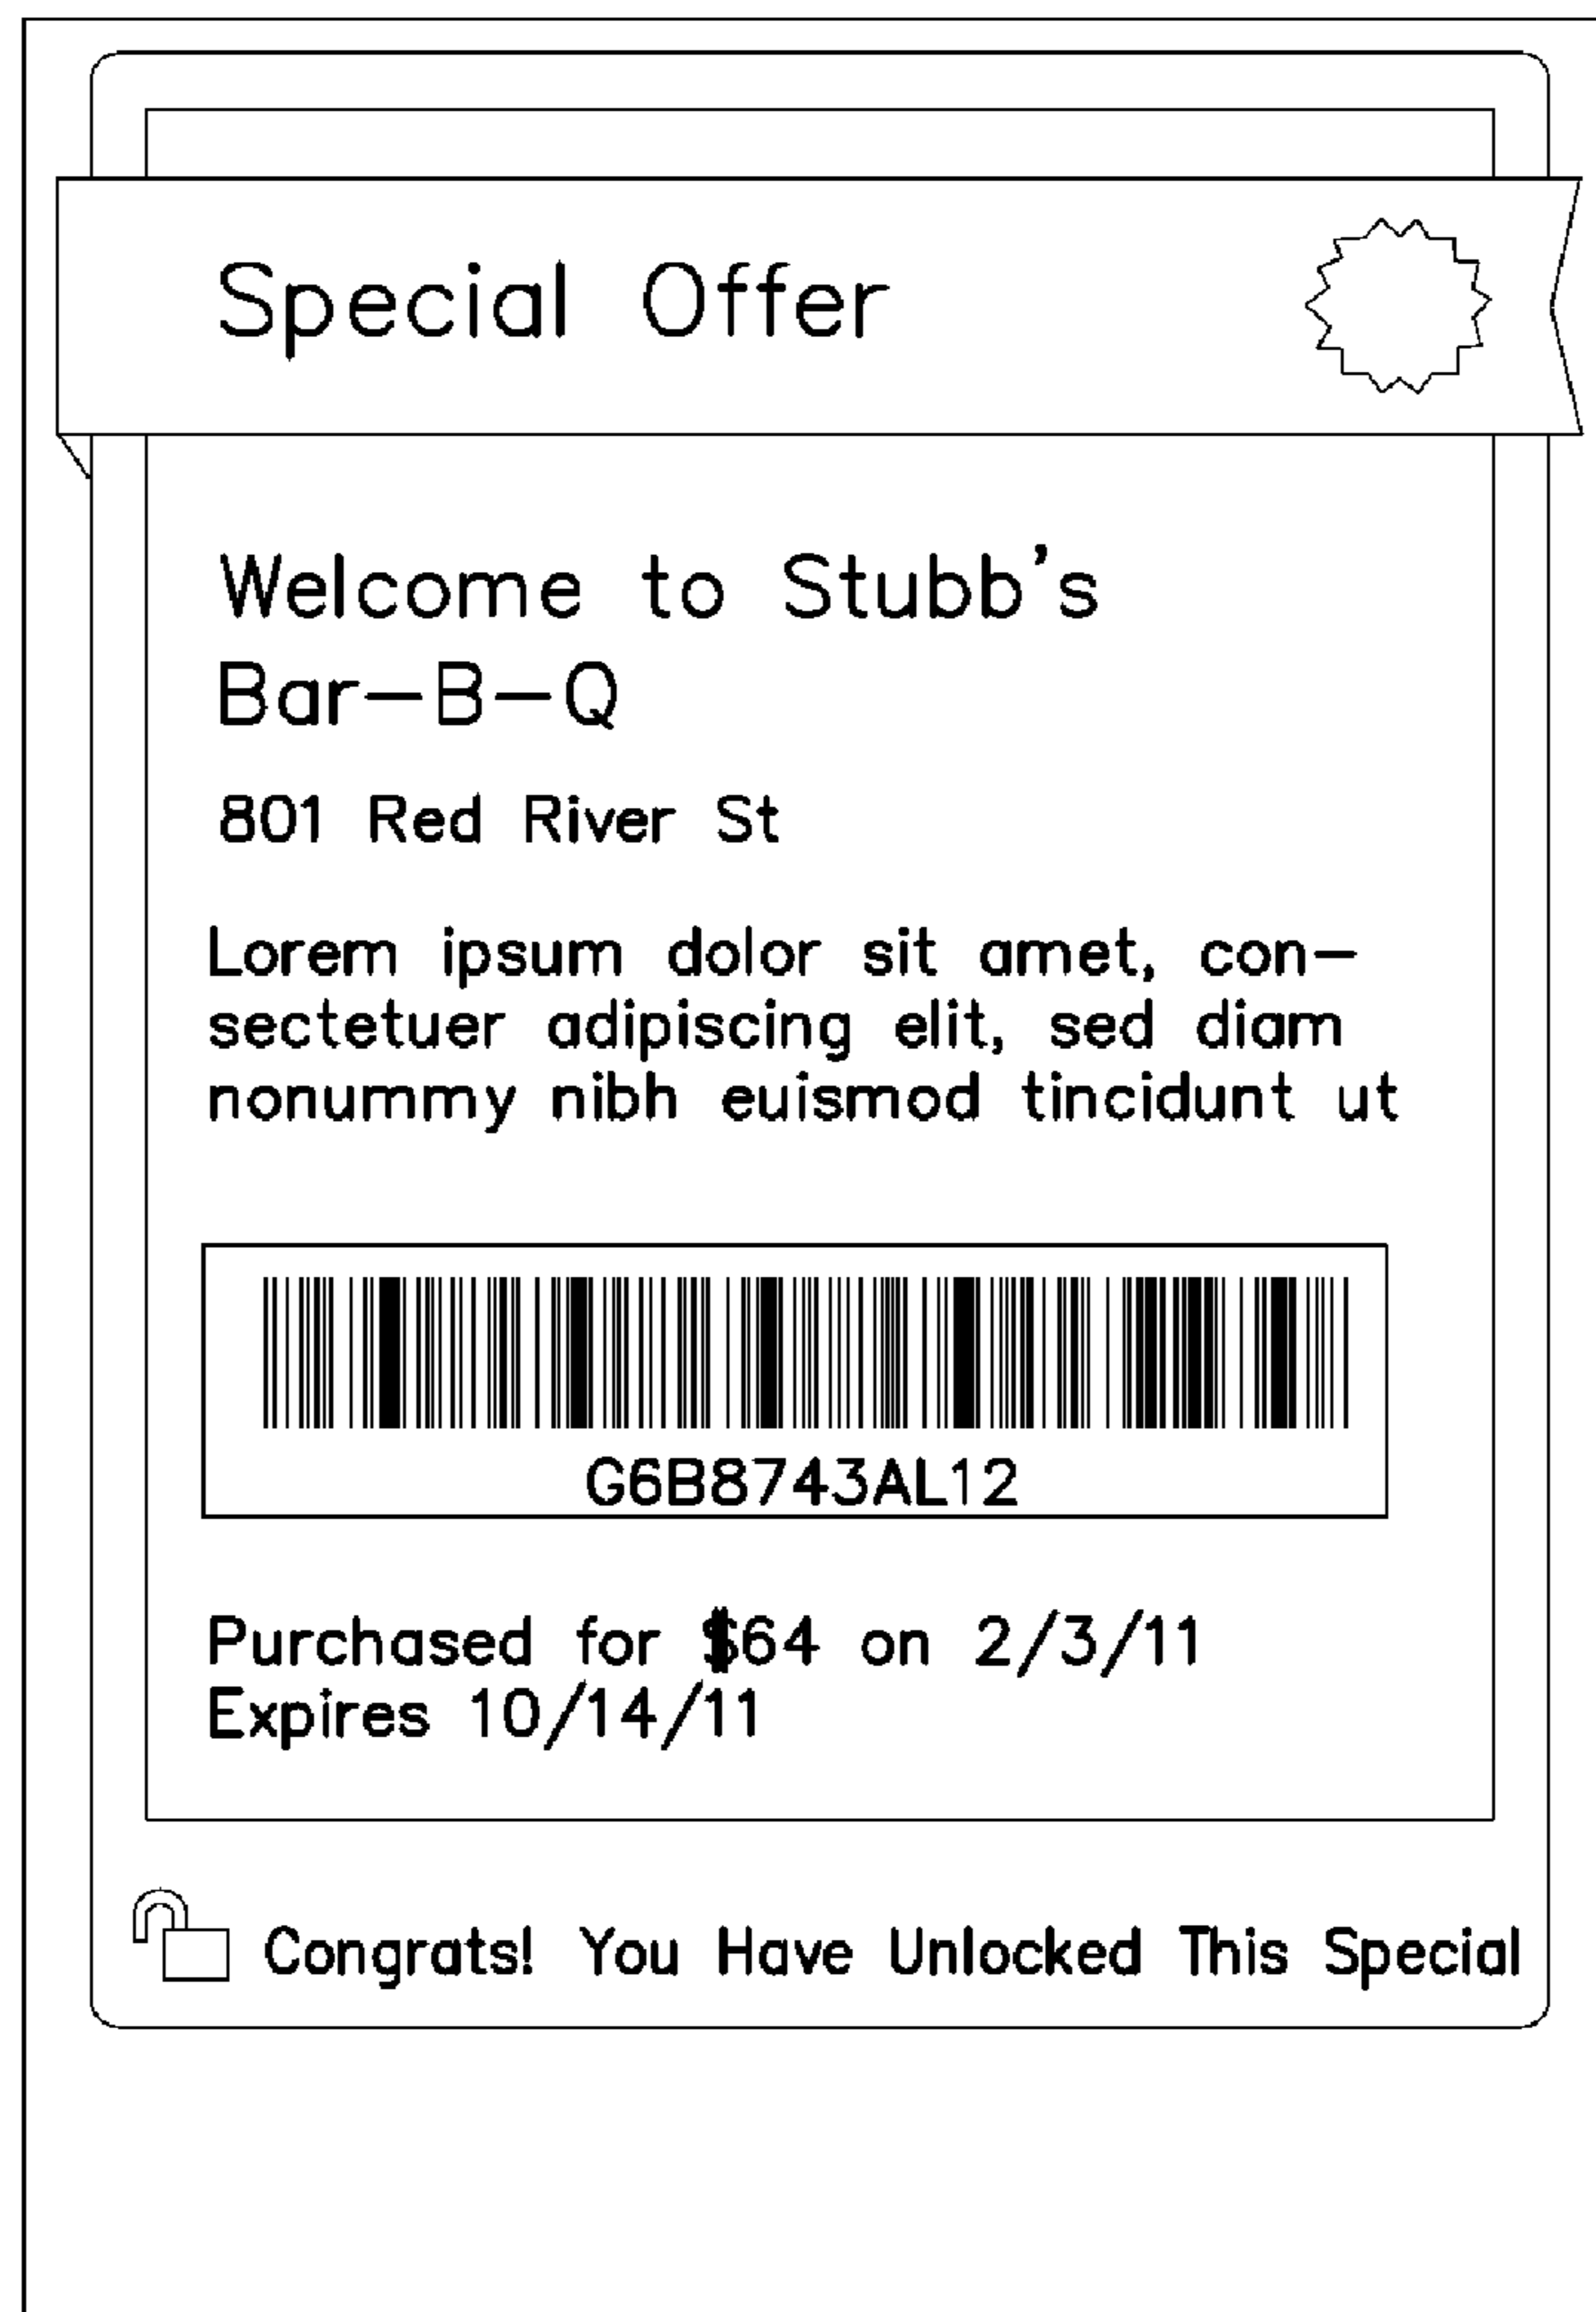 Special Offer
Welcome to Stubb's
Bar-B-Q
801 Red River St
Lorem ipsum dolor sit amet, con-
sectetuer adipiscing elit, sed diam
nonummy nibh euismod tincidunt ut
G6B8743AL12
Purchased for $64 on 2/3/11
Expires 10/14/11
Congrats! You Have Unlocked This Special